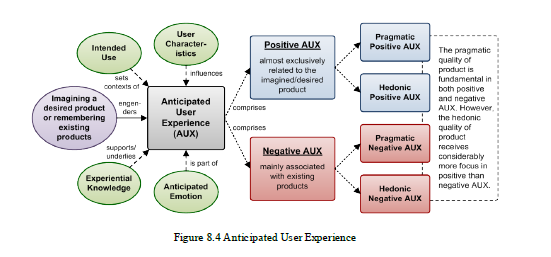 Intended
Use
User
Character-
istics
sets
contexts of
influences
Imagining a
desired product
or remembering
existing
products
engen-
ders
Anticipated
User
Experience
(AUX)
supports/
underlies
is part of
Experiential
Knowledge
Anticipated
Emotion
comprises
comprises
Positive AUX
almost exclusively
related to the
imagined/desired
product
Negative AUX
mainly associated
with existing
products
Pragmatic
Positive AUX
Hedonic
Positive AUX
Pragmatic
Negative AUX
Hedonic
Negative AUX
The pragmatic
quality of
product is
fundamental in
both positive
and negative
AUX. However,
the hedonic
quality of
product
receives
considerably
more focus in
positive than
negative AUX.
Figure 8.4 Anticipated User Experience